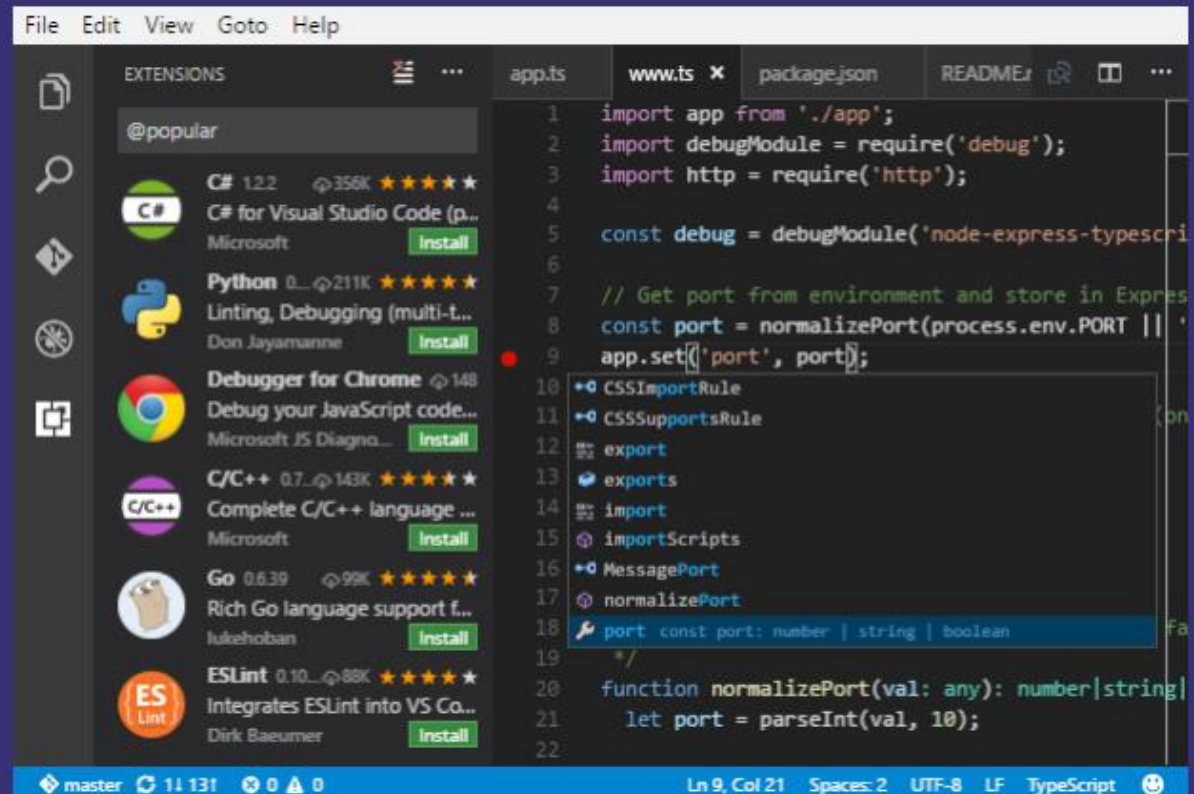 File Edit View Goto Help
EXTENSIONS
@popular
C# 1.2.2 356K
C# for Visual Studio Code (p...
Microsoft Install
Python 0... 211K
Linting, Debugging (multi-t...
Don Jayamanne Install
Debugger for Chrome 148
Debug your JavaScript code...
Microsoft JS Diagno... Install
C/C++ 0.7... 143K
Complete C/C++ language ...
Microsoft Install
Go 0.6.39 99K
Rich Go language support f...
lukehoban Install
ESLint 0.10... 88K
Integrates ESLint into VS Co...
Dirk Baeumer Install
C#
C/C++
ES
Lint
app.ts www.ts × package.json README.r ...
1 import app from './app';
2 import debugModule = require('debug');
3 import http = require('http');
4
5 const debug = debugModule('node-express-typescri
6
7 // Get port from environment and store in Expres
8 const port = normalizePort(process.env.PORT || '
9 app.set('port', port);
10 CSSImportRule
11 CSSSupportsRule (on
12 export
13 exports
14 import
15 importScripts
16 MessagePort
17 normalizePort
18 port const port: number | string | boolean fa
19 */
20 function normalizePort(val: any): number|string|
21 let port = parseInt(val, 10);
22
master 1↓ 13↑ 0 0 Ln 9, Col 21 Spaces: 2 UTF-8 LF TypeScript